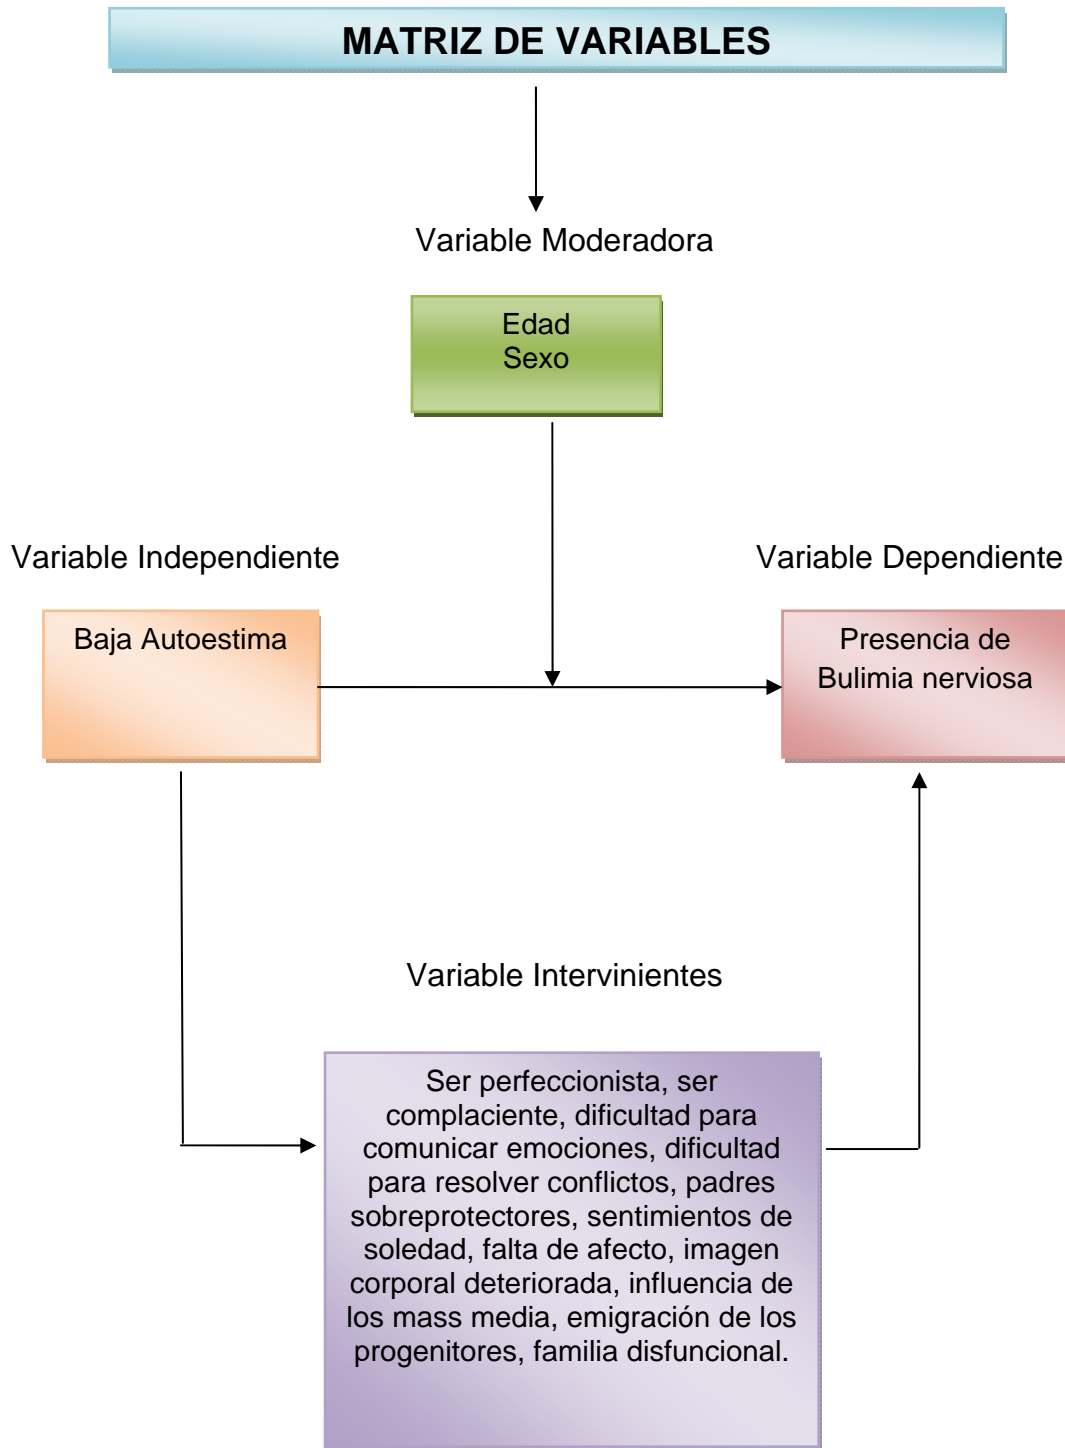 MATRIZ DE VARIABLES
Variable Moderadora
Edad
Sexo
Variable Independiente
Variable Dependiente
Baja Autoestima
Presencia de
Bulimia nerviosa
Variable Intervinientes
Ser perfeccionista, ser
complaciente, dificultad para
comunicar emociones, dificultad
para resolver conflictos, padres
sobreprotectores, sentimientos de
soledad, falta de afecto, imagen
corporal deteriorada, influencia de
los mass media, emigración de los
progenitores, familia disfuncional.